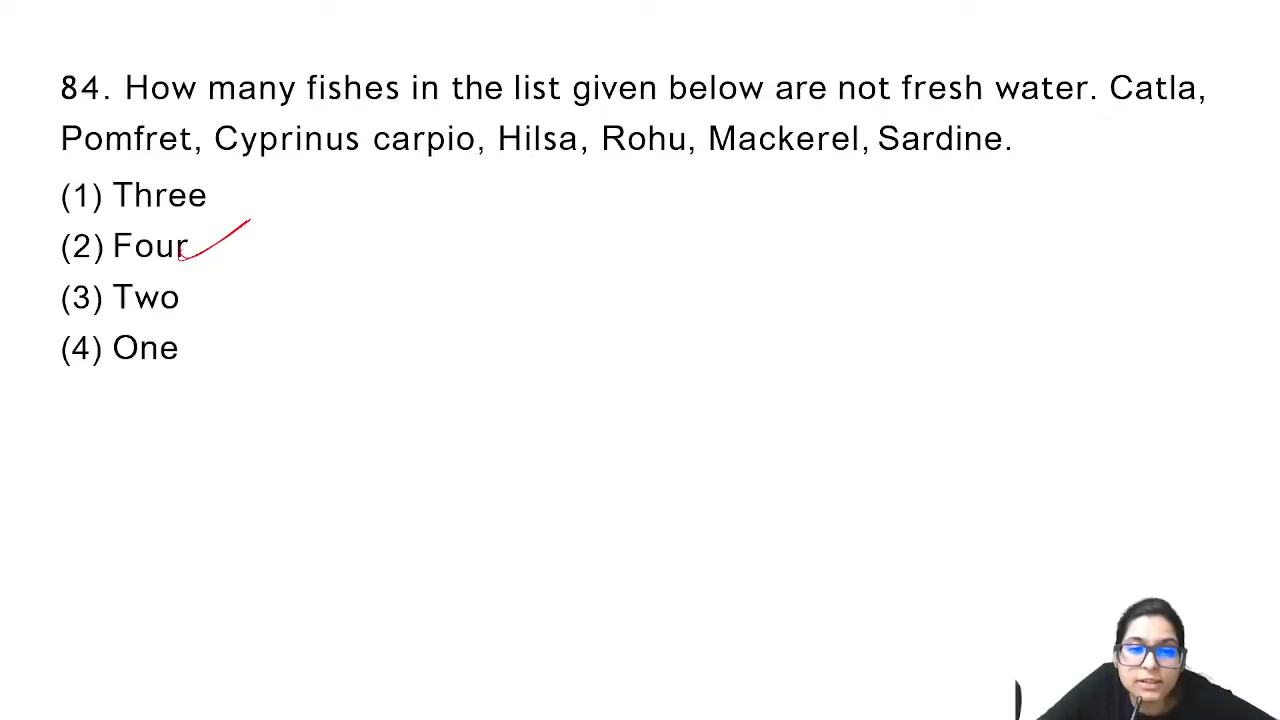 84. How many fishes in the list given below are not fresh water. Catla,
Pomfret, Cyprinus carpio, Hilsa, Rohu, Mackerel, Sardine.
(1) Three
(2) Four
(3) Two
(4) One